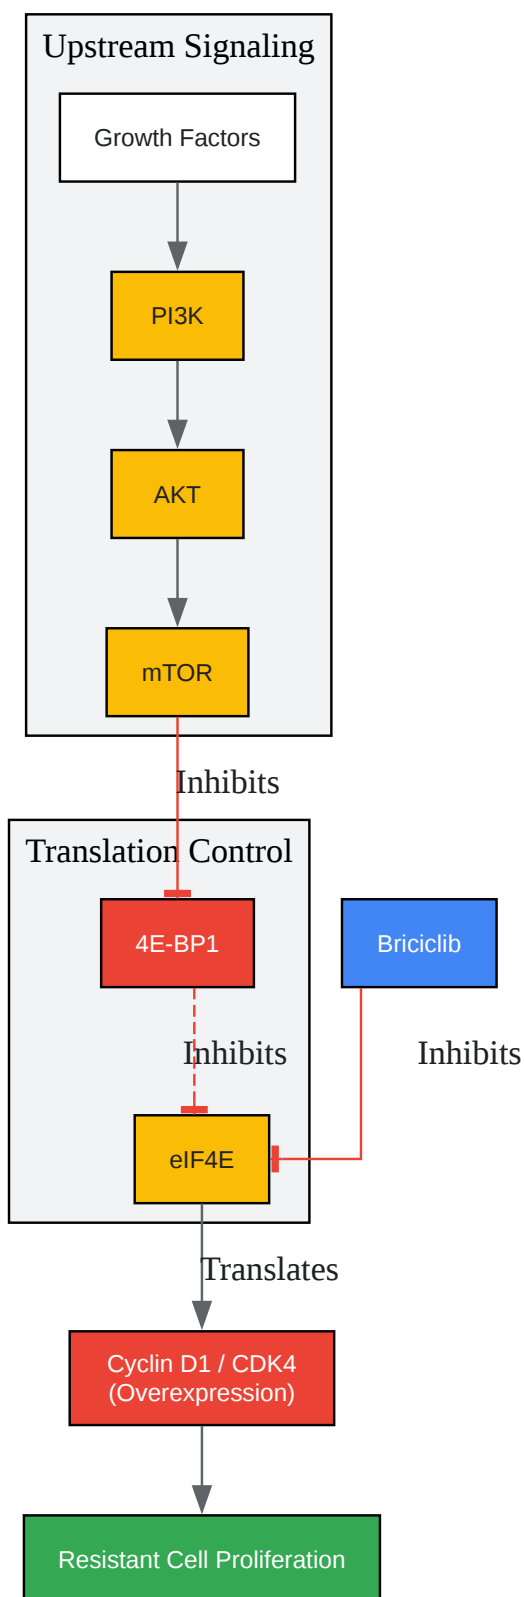 Upstream Signaling
Growth Factors
PI3K
AKT
mTOR
Inhibits
Translation Control
4E-BP1
Briciclib
Inhibits
Inhibits
eIF4E
Translates
Cyclin D1 / CDK4
(Overexpression)
Resistant Cell Proliferation